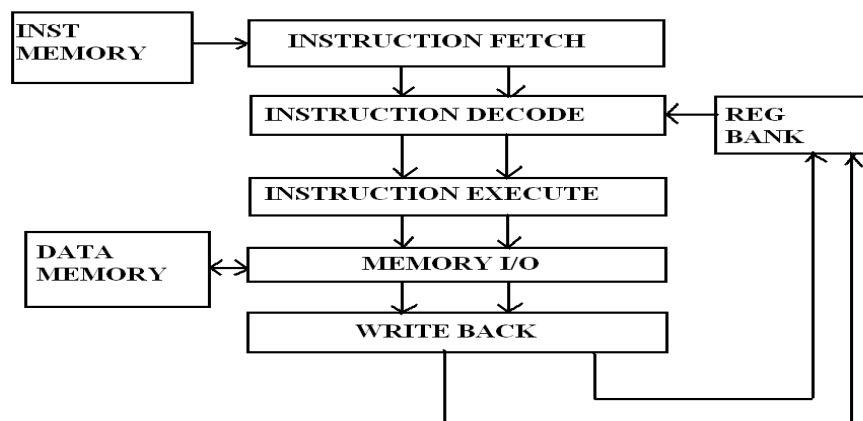 INST
MEMORY
INSTRUCTION FETCH
INSTRUCTION DECODE
REG
BANK
INSTRUCTION EXECUTE
DATA
MEMORY
MEMORY I/O
WRITE BACK